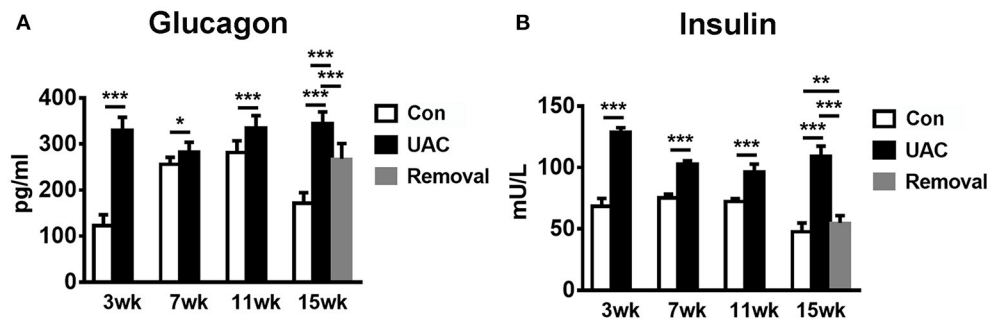 A
Glucagon
***
*** * *** *** ***
400
300
200
100
0
pg/ml
3wk 7wk 11wk 15wk
Con
UAC
Removal
B
Insulin
**
*** *** *** *** ***
150
100
50
0
mU/L
3wk 7wk 11wk 15wk
Con
UAC
Removal